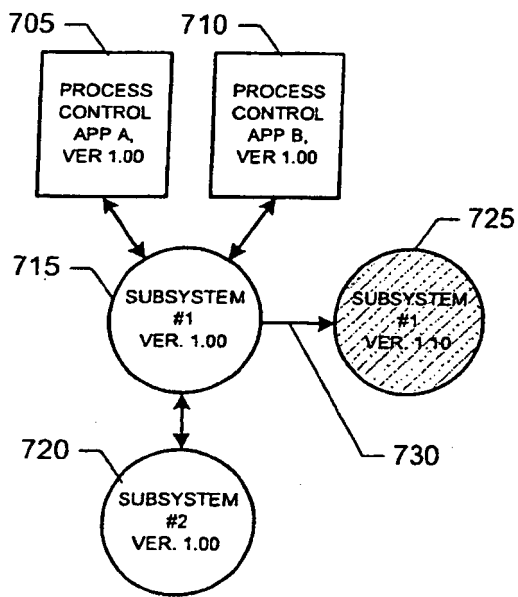 705
710
PROCESS
CONTROL
APP A,
VER 1.00
PROCESS
CONTROL
APP B,
VER 1.00
715
725
SUBSYSTEM
#1
VER. 1.00
SUBSYSTEM
#1
VER. 1.10
730
720
SUBSYSTEM
#2
VER. 1.00